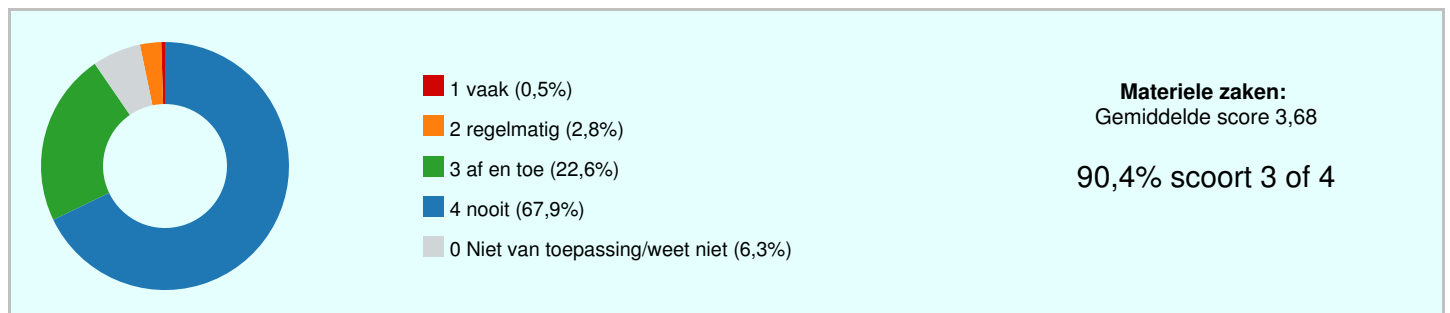 1 vaak (0,5%)
2 regelmatig (2,8%)
3 af en toe (22,6%)
4 nooit (67,9%)
0 Niet van toepassing/weet niet (6,3%)
Materiele zaken:
Gemiddelde score 3,68
90,4% scoort 3 of 4